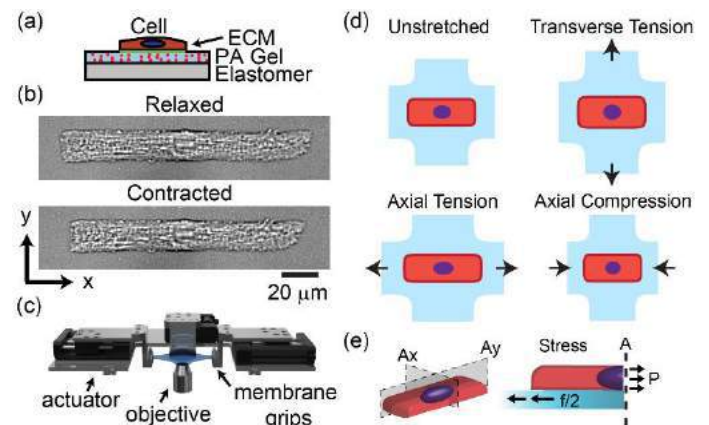 (a)
Cell
ECM
PA Gel
Elastomer
(b)
Relaxed
Contracted
y
x
20 μm
(c)
actuator
objective
membrane
grips
(d)
Unstretched
Transverse Tension
Axial Tension
Axial Compression
(e)
Ax
Ay
Stress
A
P
f/2